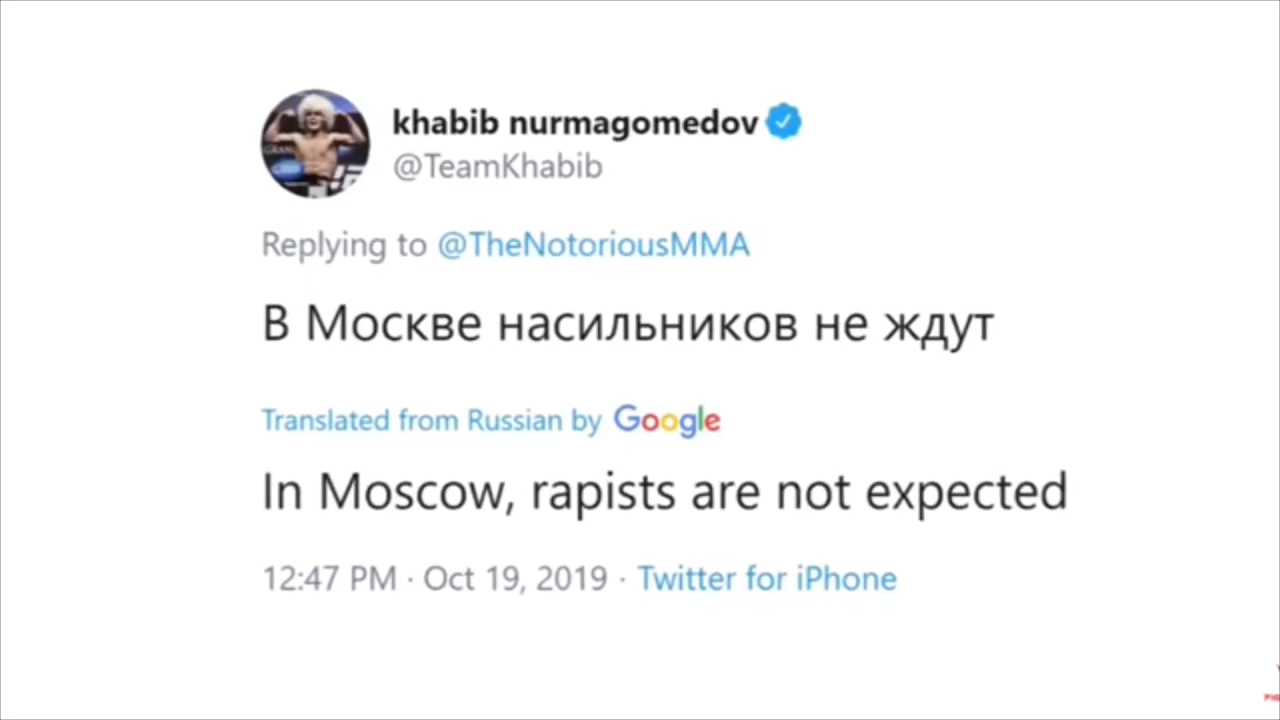 khabib nurmagomedov
@TeamKhabib
Replying to @TheNotoriousMMA
В Москве насильников не ждут
Translated from Russian by Google
In Moscow, rapists are not expected
12:47 PM · Oct 19, 2019 · Twitter for iPhone